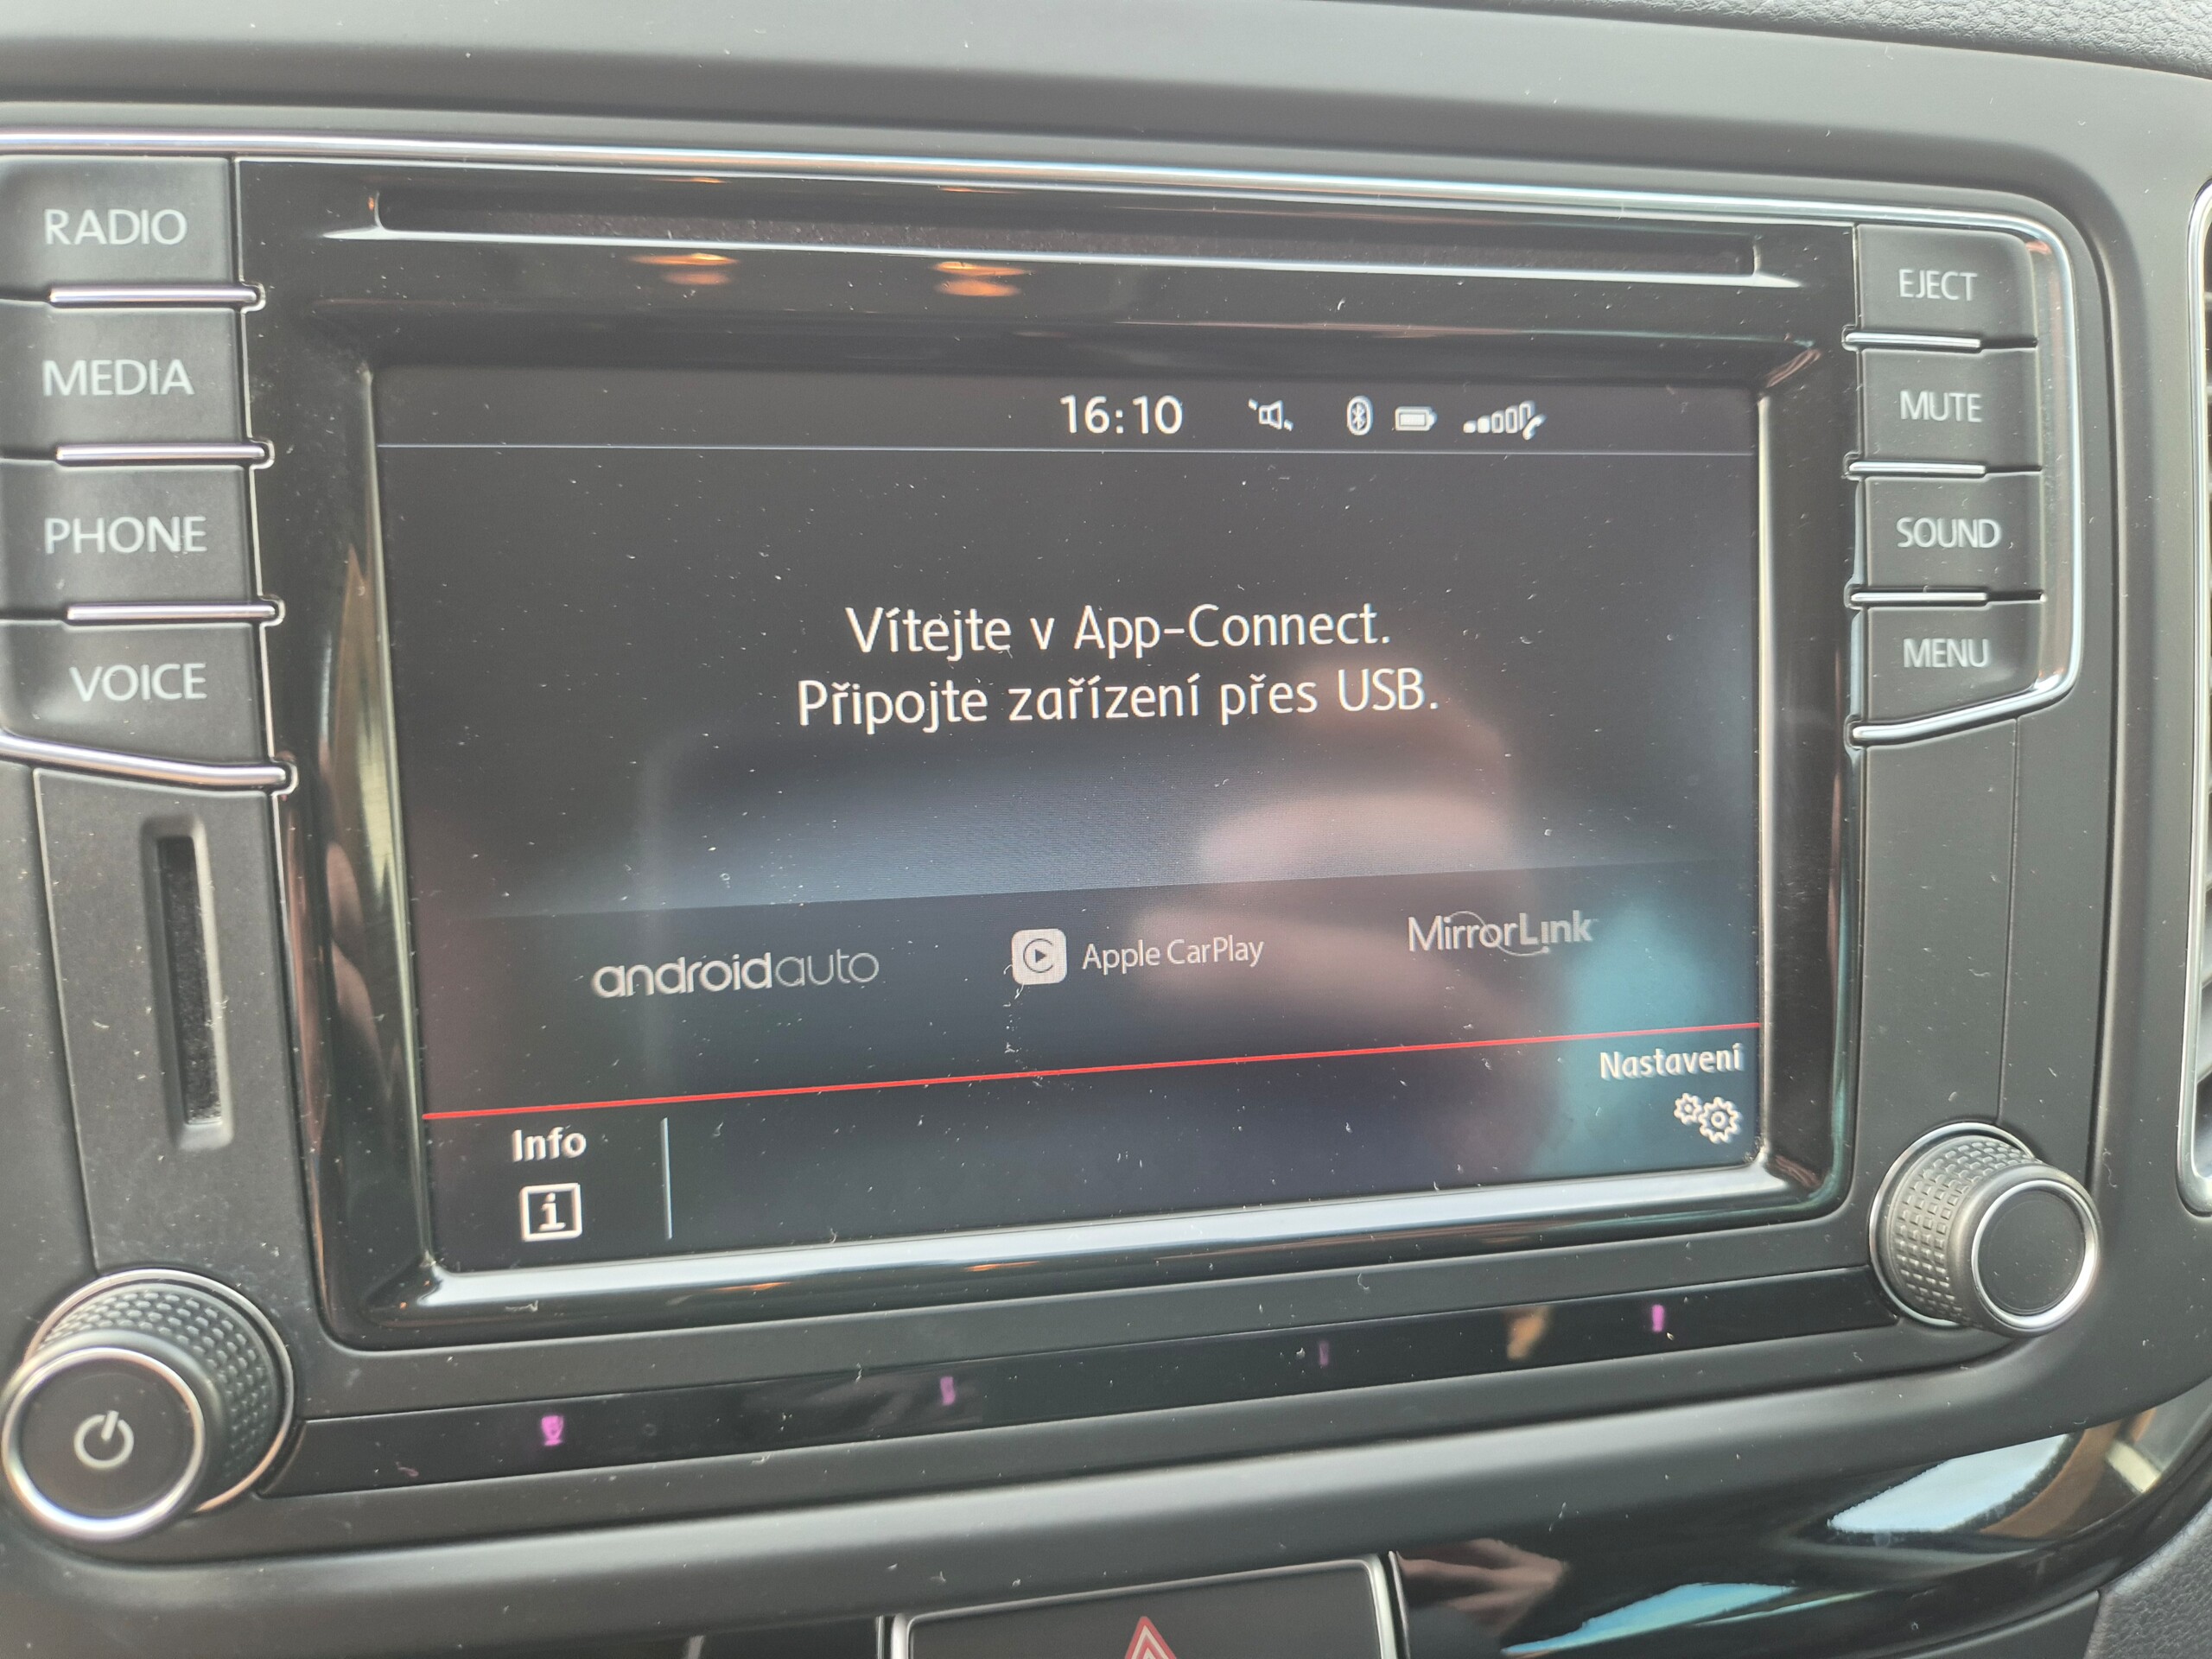 RADIO
MEDIA
PHONE
VOICE
EJECT
MUTE
SOUND
MENU
16:10
Vítejte v App-Connect.
Připojte zařízení přes USB.
androidauto
Apple CarPlay
MirrorLink
Nastavení
Info
i